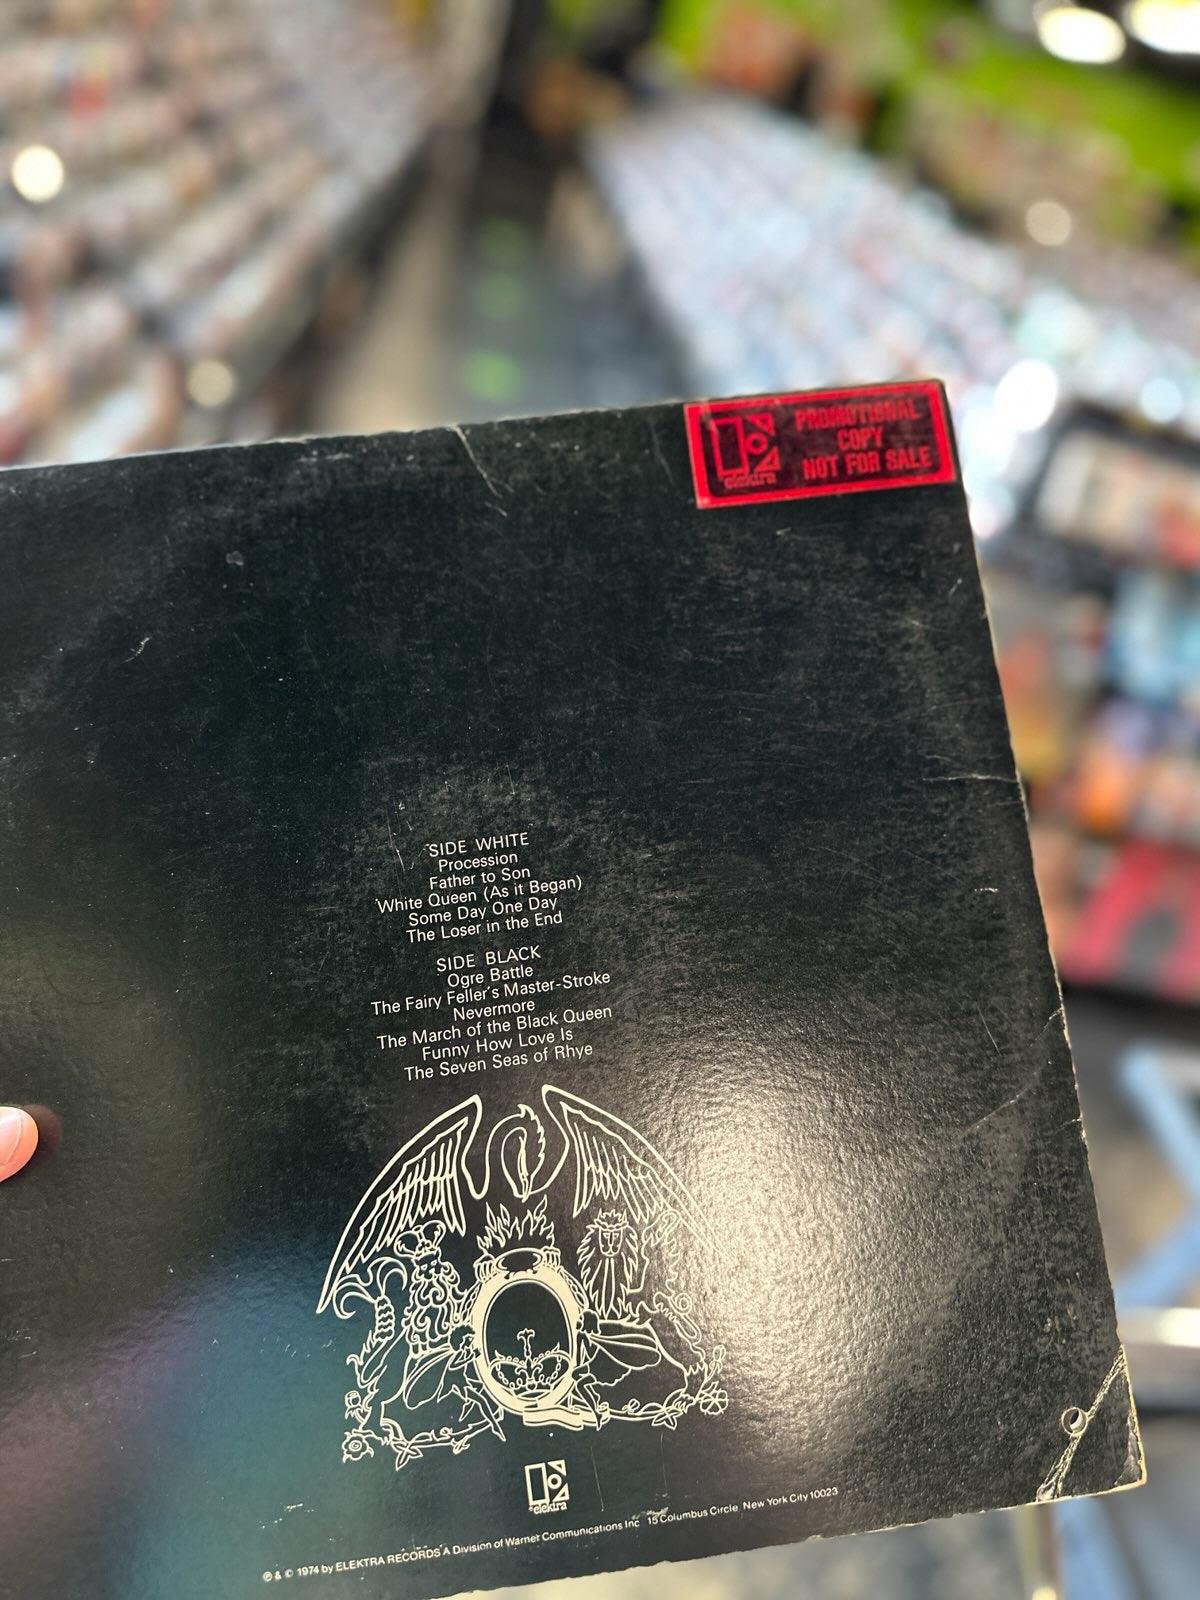 elektra
PROMOTIONAL
COPY
NOT FOR SALE
SIDE WHITE
Procession
Father to Son
White Queen (As it Began)
Some Day One Day
The Loser in the End
SIDE BLACK
Ogre Battle
The Fairy Feller's Master-Stroke
Nevermore
The March of the Black Queen
Funny How Love Is
The Seven Seas of Rhye
elektra
℗ & © 1974 by ELEKTRA RECORDS A Division of Warner Communications Inc 15 Columbus Circle, New York City 10023